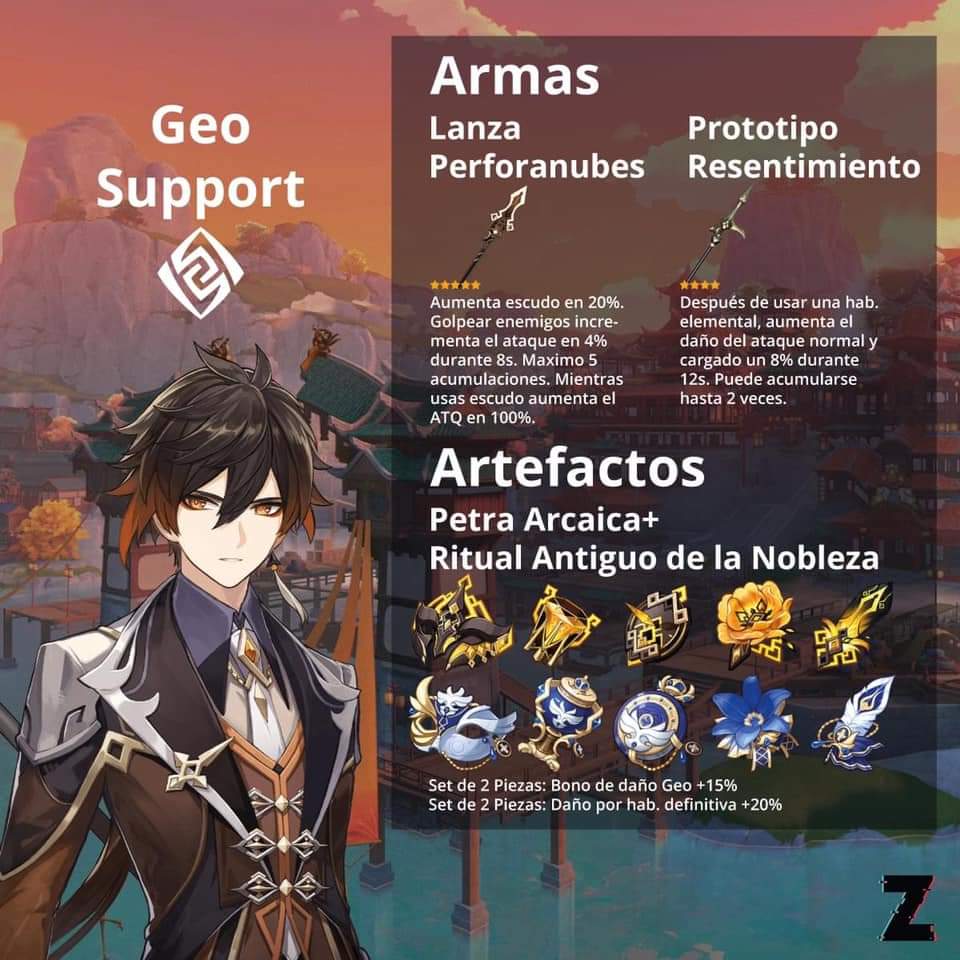 Geo
Support
Armas
Lanza
Perforanubes
Aumenta escudo en 20%.
Golpear enemigos incre-
menta el ataque en 4%
durante 8s. Maximo 5
acumulaciones. Mientras
usas escudo aumenta el
ATQ en 100%.
Prototipo
Resentimiento
Después de usar una hab.
elemental, aumenta el
daño del ataque normal y
cargado un 8% durante
12s. Puede acumularse
hasta 2 veces.
Artefactos
Petra Arcaica+
Ritual Antiguo de la Nobleza
Set de 2 Piezas: Bono de daño Geo +15%
Set de 2 Piezas: Daño por hab. definitiva +20%
Z